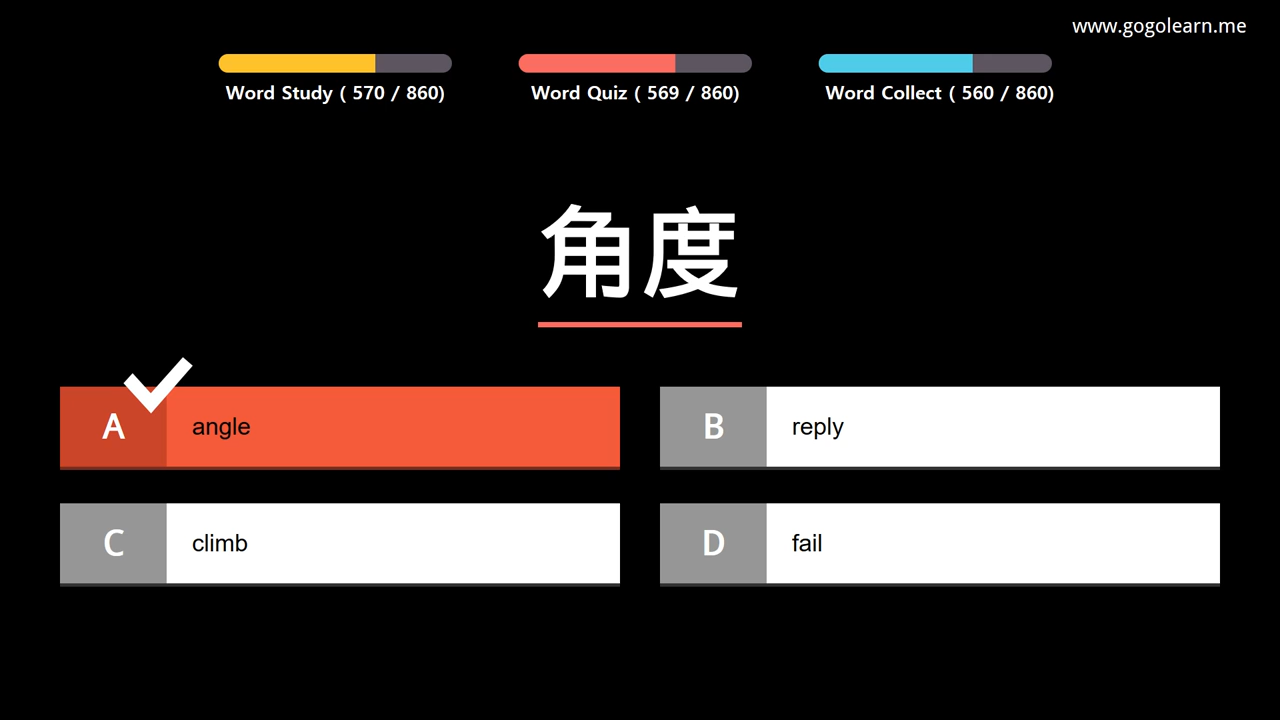 www.gogolearn.me
Word Study ( 570 / 860)
Word Quiz ( 569 / 860)
Word Collect ( 560 / 860)
角度
A angle
B reply
C climb
D fail